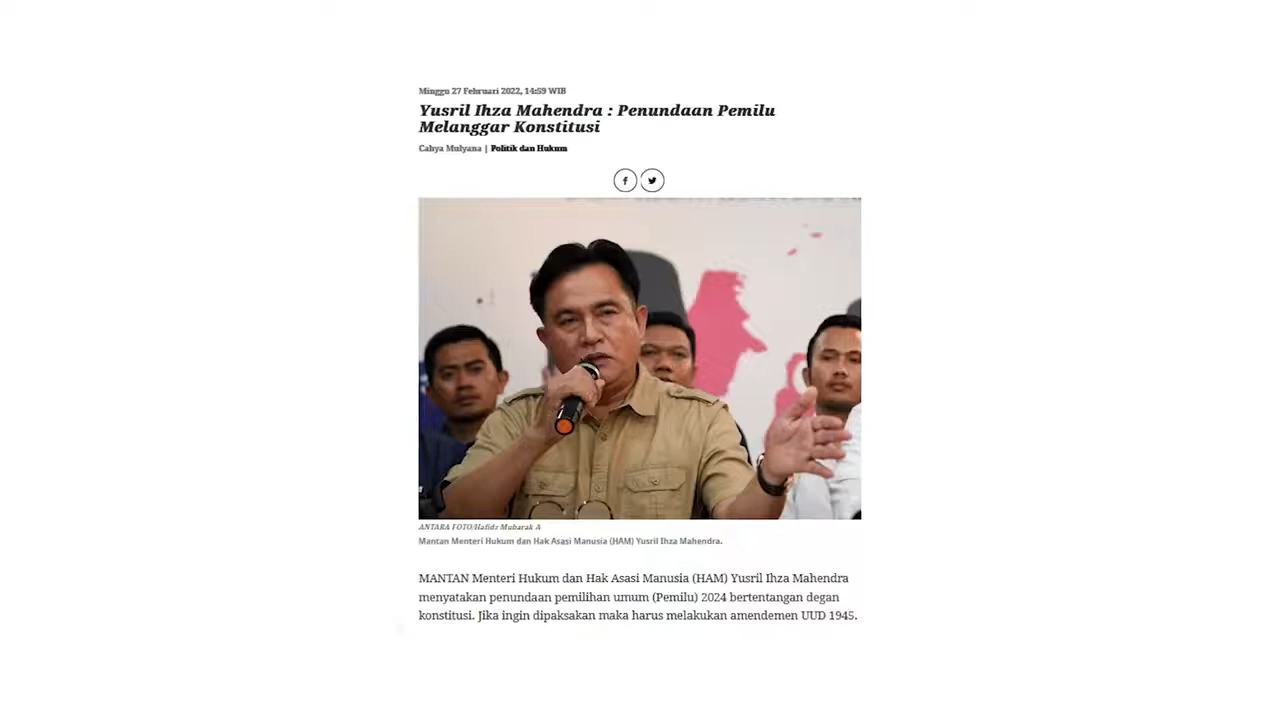 Minggu 27 Februari 2022, 14:59 WIB
Yusril Ihza Mahendra : Penundaan Pemilu
Melanggar Konstitusi
Cahya Mulyana | Politik dan Hukum
ANTARA FOTO/Hafidz Mubarak A
Mantan Menteri Hukum dan Hak Asasi Manusia (HAM) Yusril Ihza Mahendra.
MANTAN Menteri Hukum dan Hak Asasi Manusia (HAM) Yusril Ihza Mahendra
menyatakan penundaan pemilihan umum (Pemilu) 2024 bertentangan degan
konstitusi. Jika ingin dipaksakan maka harus melakukan amendemen UUD 1945.